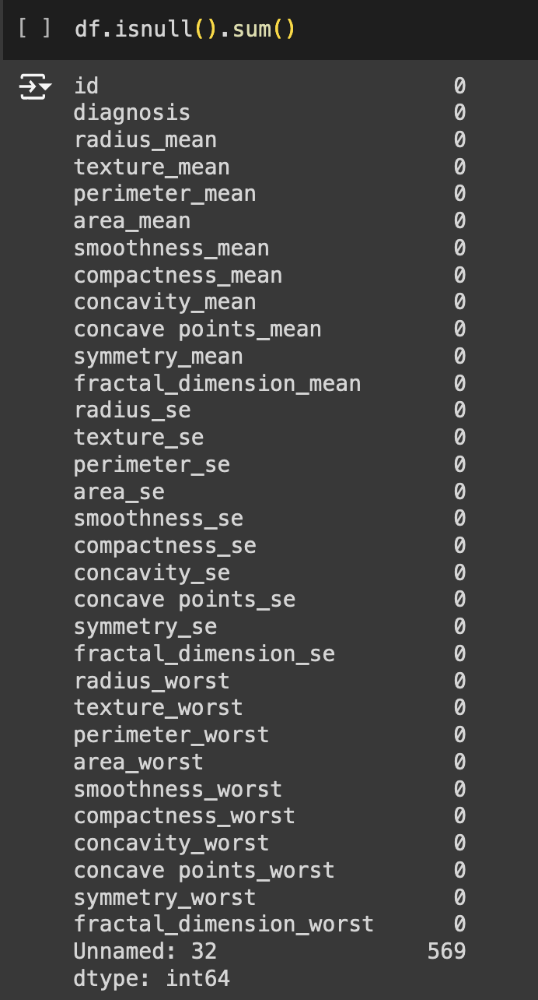 [ ] df.isnull().sum()
id 0
diagnosis 0
radius_mean 0
texture_mean 0
perimeter_mean 0
area_mean 0
smoothness_mean 0
compactness_mean 0
concavity_mean 0
concave points_mean 0
symmetry_mean 0
fractal_dimension_mean 0
radius_se 0
texture_se 0
perimeter_se 0
area_se 0
smoothness_se 0
compactness_se 0
concavity_se 0
concave points_se 0
symmetry_se 0
fractal_dimension_se 0
radius_worst 0
texture_worst 0
perimeter_worst 0
area_worst 0
smoothness_worst 0
compactness_worst 0
concavity_worst 0
concave points_worst 0
symmetry_worst 0
fractal_dimension_worst 0
Unnamed: 32 569
dtype: int64